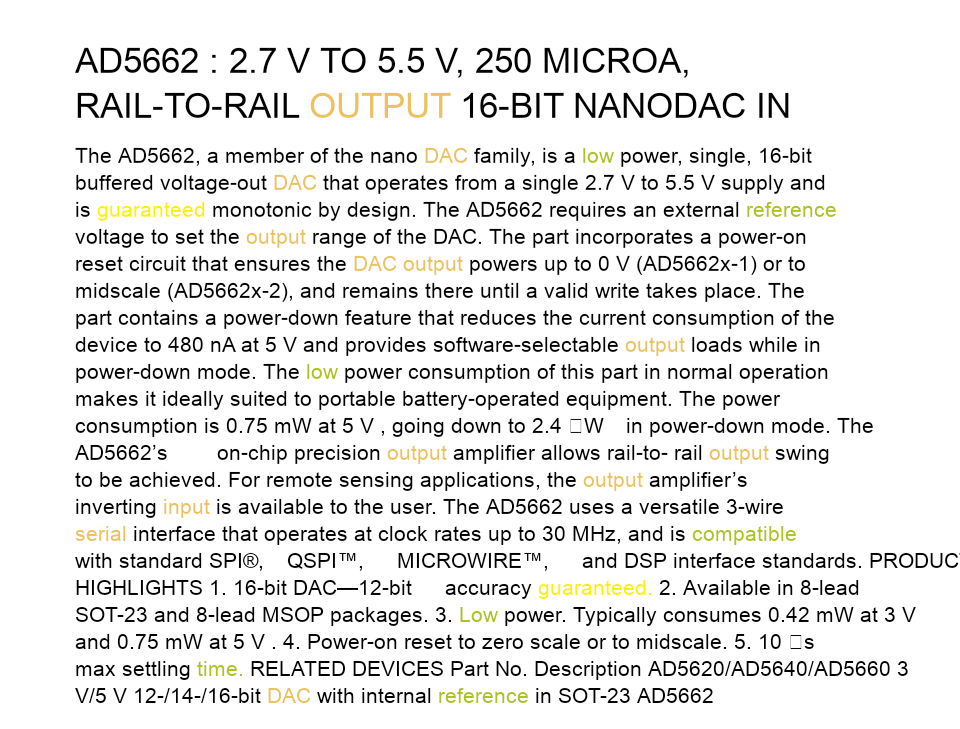 AD5662 : 2.7 V TO 5.5 V, 250 MICROA,
RAIL-TO-RAIL OUTPUT 16-BIT NANODAC IN
The AD5662, a member of the nano DAC family, is a low power, single, 16-bit
buffered voltage-out DAC that operates from a single 2.7 V to 5.5 V supply and
is guaranteed monotonic by design. The AD5662 requires an external reference
voltage to set the output range of the DAC. The part incorporates a power-on
reset circuit that ensures the DAC output powers up to 0 V (AD5662x-1) or to
midscale (AD5662x-2), and remains there until a valid write takes place. The
part contains a power-down feature that reduces the current consumption of the
device to 480 nA at 5 V and provides software-selectable output loads while in
power-down mode. The low power consumption of this part in normal operation
makes it ideally suited to portable battery-operated equipment. The power
consumption is 0.75 mW at 5 V , going down to 2.4 □W in power-down mode. The
AD5662’s on-chip precision output amplifier allows rail-to- rail output swing
to be achieved. For remote sensing applications, the output amplifier’s
inverting input is available to the user. The AD5662 uses a versatile 3-wire
serial interface that operates at clock rates up to 30 MHz, and is compatible
with standard SPI®, QSPI™, MICROWIRE™, and DSP interface standards. PRODUC
HIGHLIGHTS 1. 16-bit DAC—12-bit accuracy guaranteed. 2. Available in 8-lead
SOT-23 and 8-lead MSOP packages. 3. Low power. Typically consumes 0.42 mW at 3 V
and 0.75 mW at 5 V . 4. Power-on reset to zero scale or to midscale. 5. 10 □s
max settling time. RELATED DEVICES Part No. Description AD5620/AD5640/AD5660 3
V/5 V 12-/14-/16-bit DAC with internal reference in SOT-23 AD5662